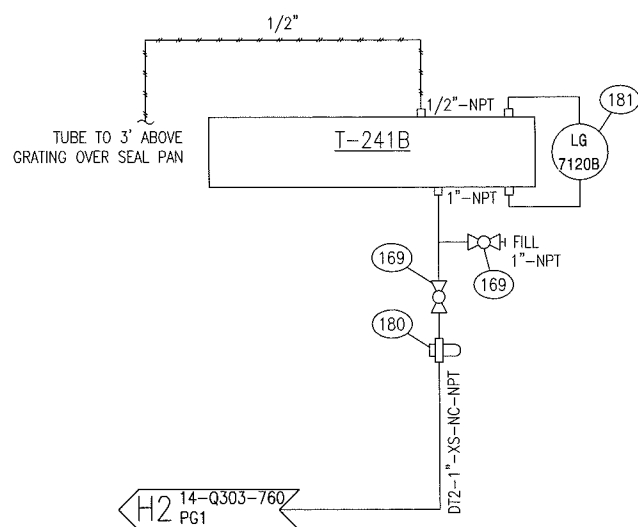 1/2"
1/2"-NPT
181
TUBE TO 3' ABOVE
GRATING OVER SEAL PAN
T-241B
LG
7120B
1"-NPT
FILL
1"-NPT
169
169
180
DT2-1"-XS-NC-NPT
H2
14-Q303-760
PG1